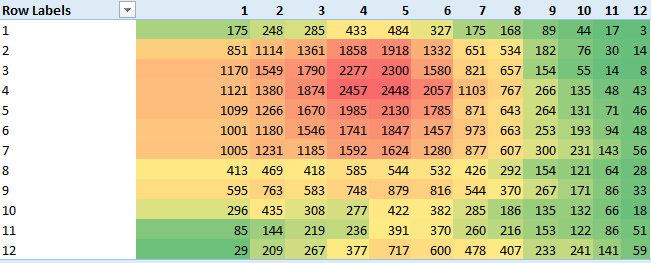 Row Labels 1 2 3 4 5 6 7 8 9 10 11 12
1 175 248 285 433 484 327 175 168 89 44 17 3
2 851 1114 1361 1858 1918 1332 651 534 182 76 30 14
3 1170 1549 1790 2277 2300 1580 821 657 154 55 14 8
4 1121 1380 1874 2457 2448 2057 1103 767 266 135 48 43
5 1099 1266 1670 1985 2130 1785 871 643 264 131 71 46
6 1001 1180 1546 1741 1847 1457 973 663 253 193 94 48
7 1005 1231 1185 1592 1624 1280 877 607 300 231 143 56
8 413 469 418 585 544 532 426 292 154 121 64 28
9 595 763 583 748 879 816 544 370 267 171 86 33
10 296 435 308 277 422 382 285 186 135 132 66 18
11 85 144 219 236 391 370 260 216 153 122 86 51
12 29 209 267 377 717 600 478 407 233 241 141 59